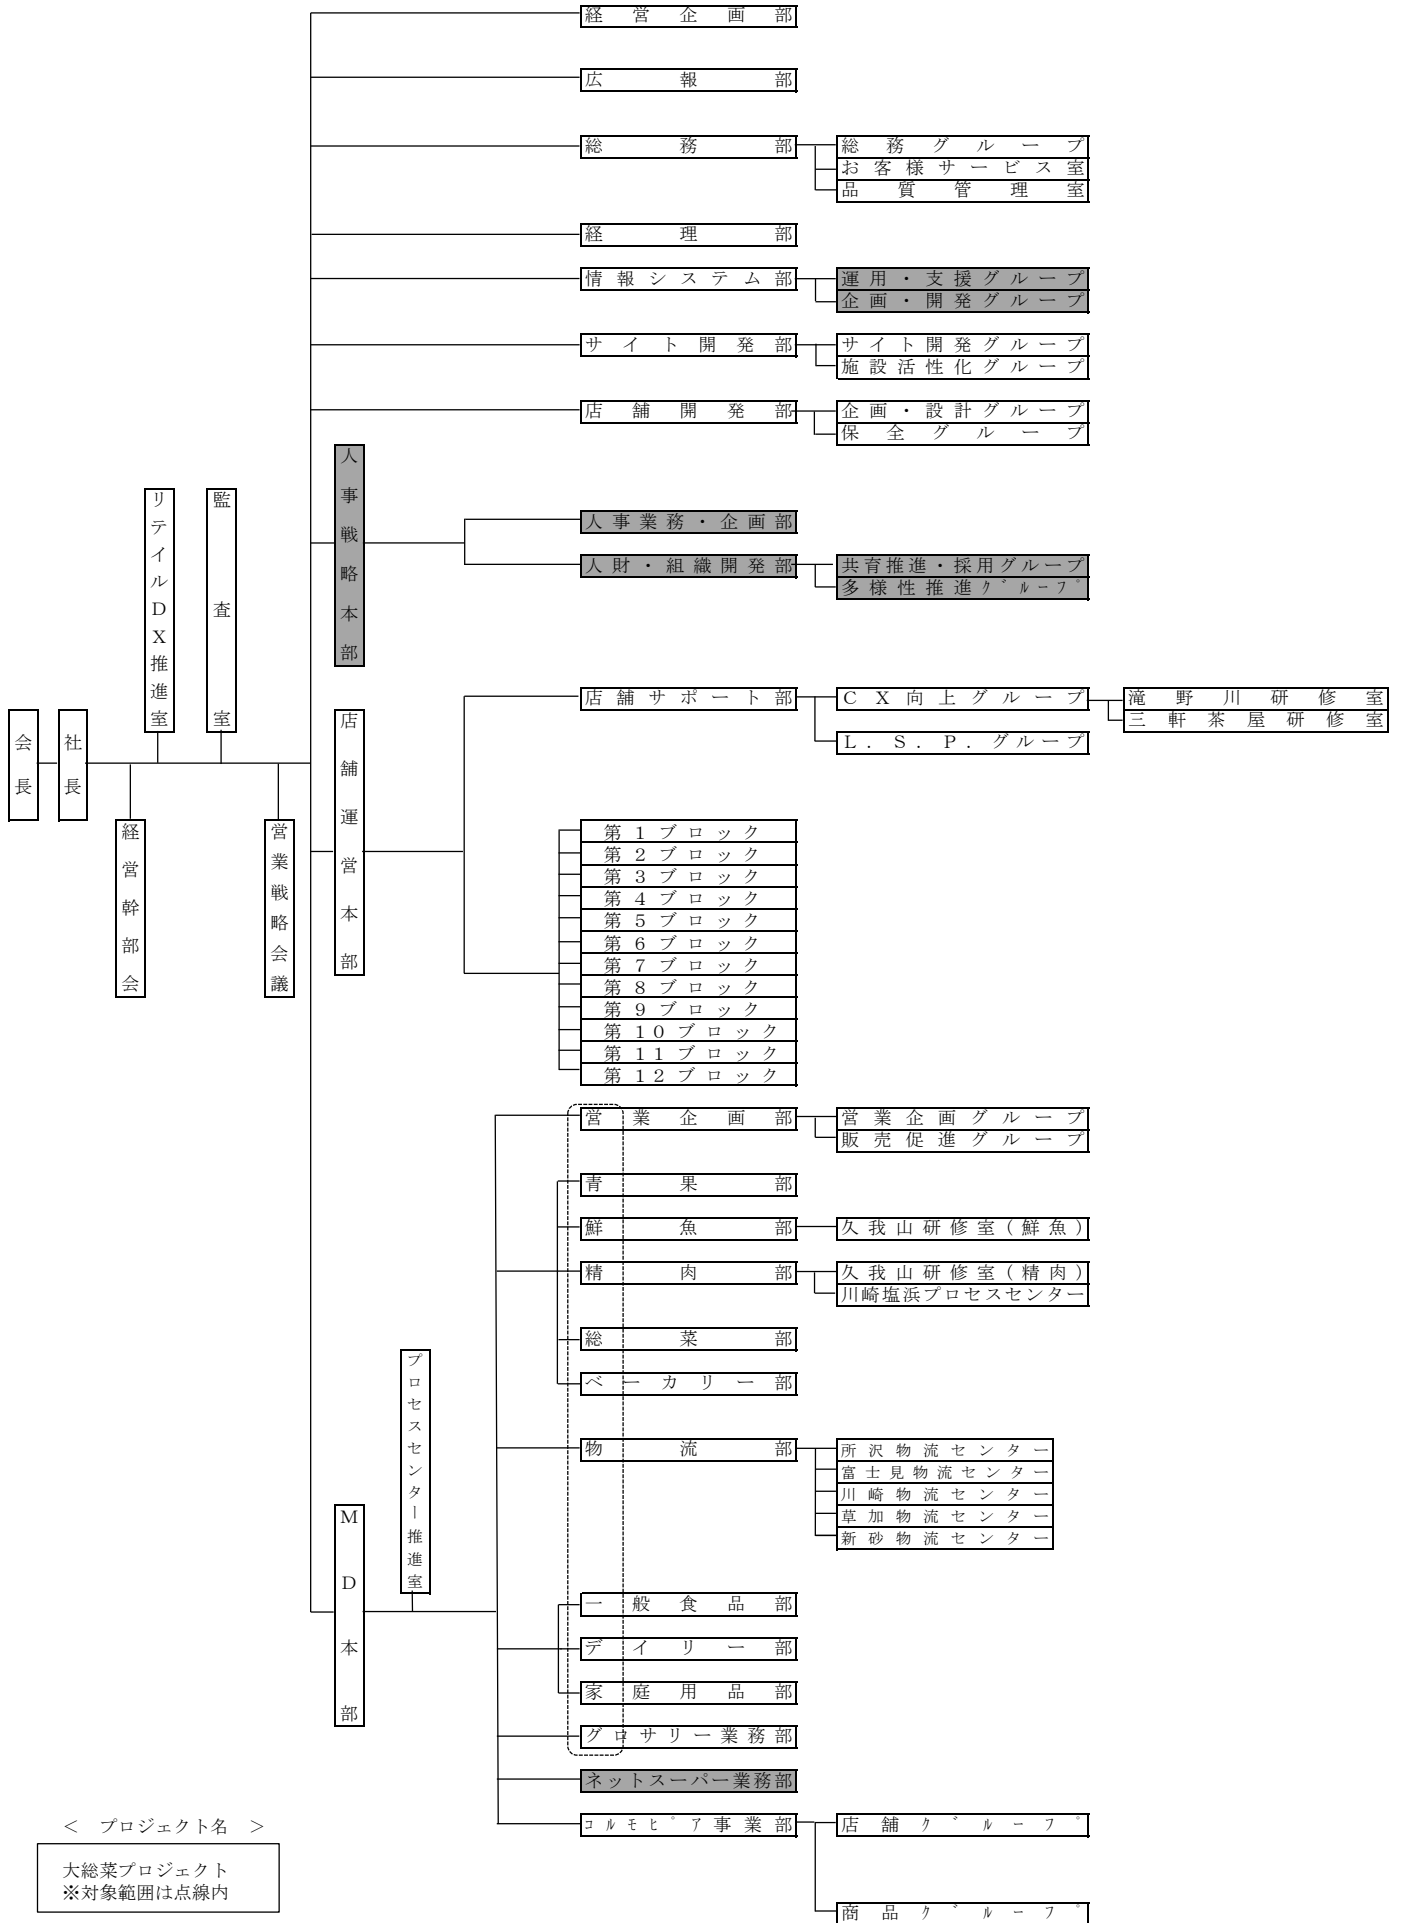 経営企画部
広報部
総務部
総務グループ
お客様サービス室
品質管理室
経理部
情報システム部
運用・支援グループ
企画・開発グループ
サイト開発部
サイト開発グループ
施設活性化グループ
店舗開発部
企画・設計グループ
保全グループ
人事戦略本部
リテイルDX推進室
監査室
人事業務・企画部
人財・組織開発部
共育推進・採用グループ
多様性推進ｸﾞﾙｰﾌﾟ
会長
社長
経営幹部会
営業戦略会議
店舗運営本部
店舗サポート部
CX向上グループ
滝野川研修室
三軒茶屋研修室
L．S．P．グループ
第1ブロック
第2ブロック
第3ブロック
第4ブロック
第5ブロック
第6ブロック
第7ブロック
第8ブロック
第9ブロック
第10ブロック
第11ブロック
第12ブロック
営業企画部
営業企画グループ
販売促進グループ
青果部
鮮魚部
久我山研修室(鮮魚)
精肉部
久我山研修室(精肉)
川崎塩浜プロセスセンター
総菜部
ベーカリー部
プロセスセンター推進室
物流部
所沢物流センター
富士見物流センター
川崎物流センター
草加物流センター
新砂物流センター
MD本部
一般食品部
デイリー部
家庭用品部
グロサリー業務部
ネットスーパー業務部
ｺﾙﾓﾋﾟｱ事業部
店舗ｸﾞﾙｰﾌﾟ
商品ｸﾞﾙｰﾌﾟ
＜　プロジェクト名　＞
大総菜プロジェクト
※対象範囲は点線内